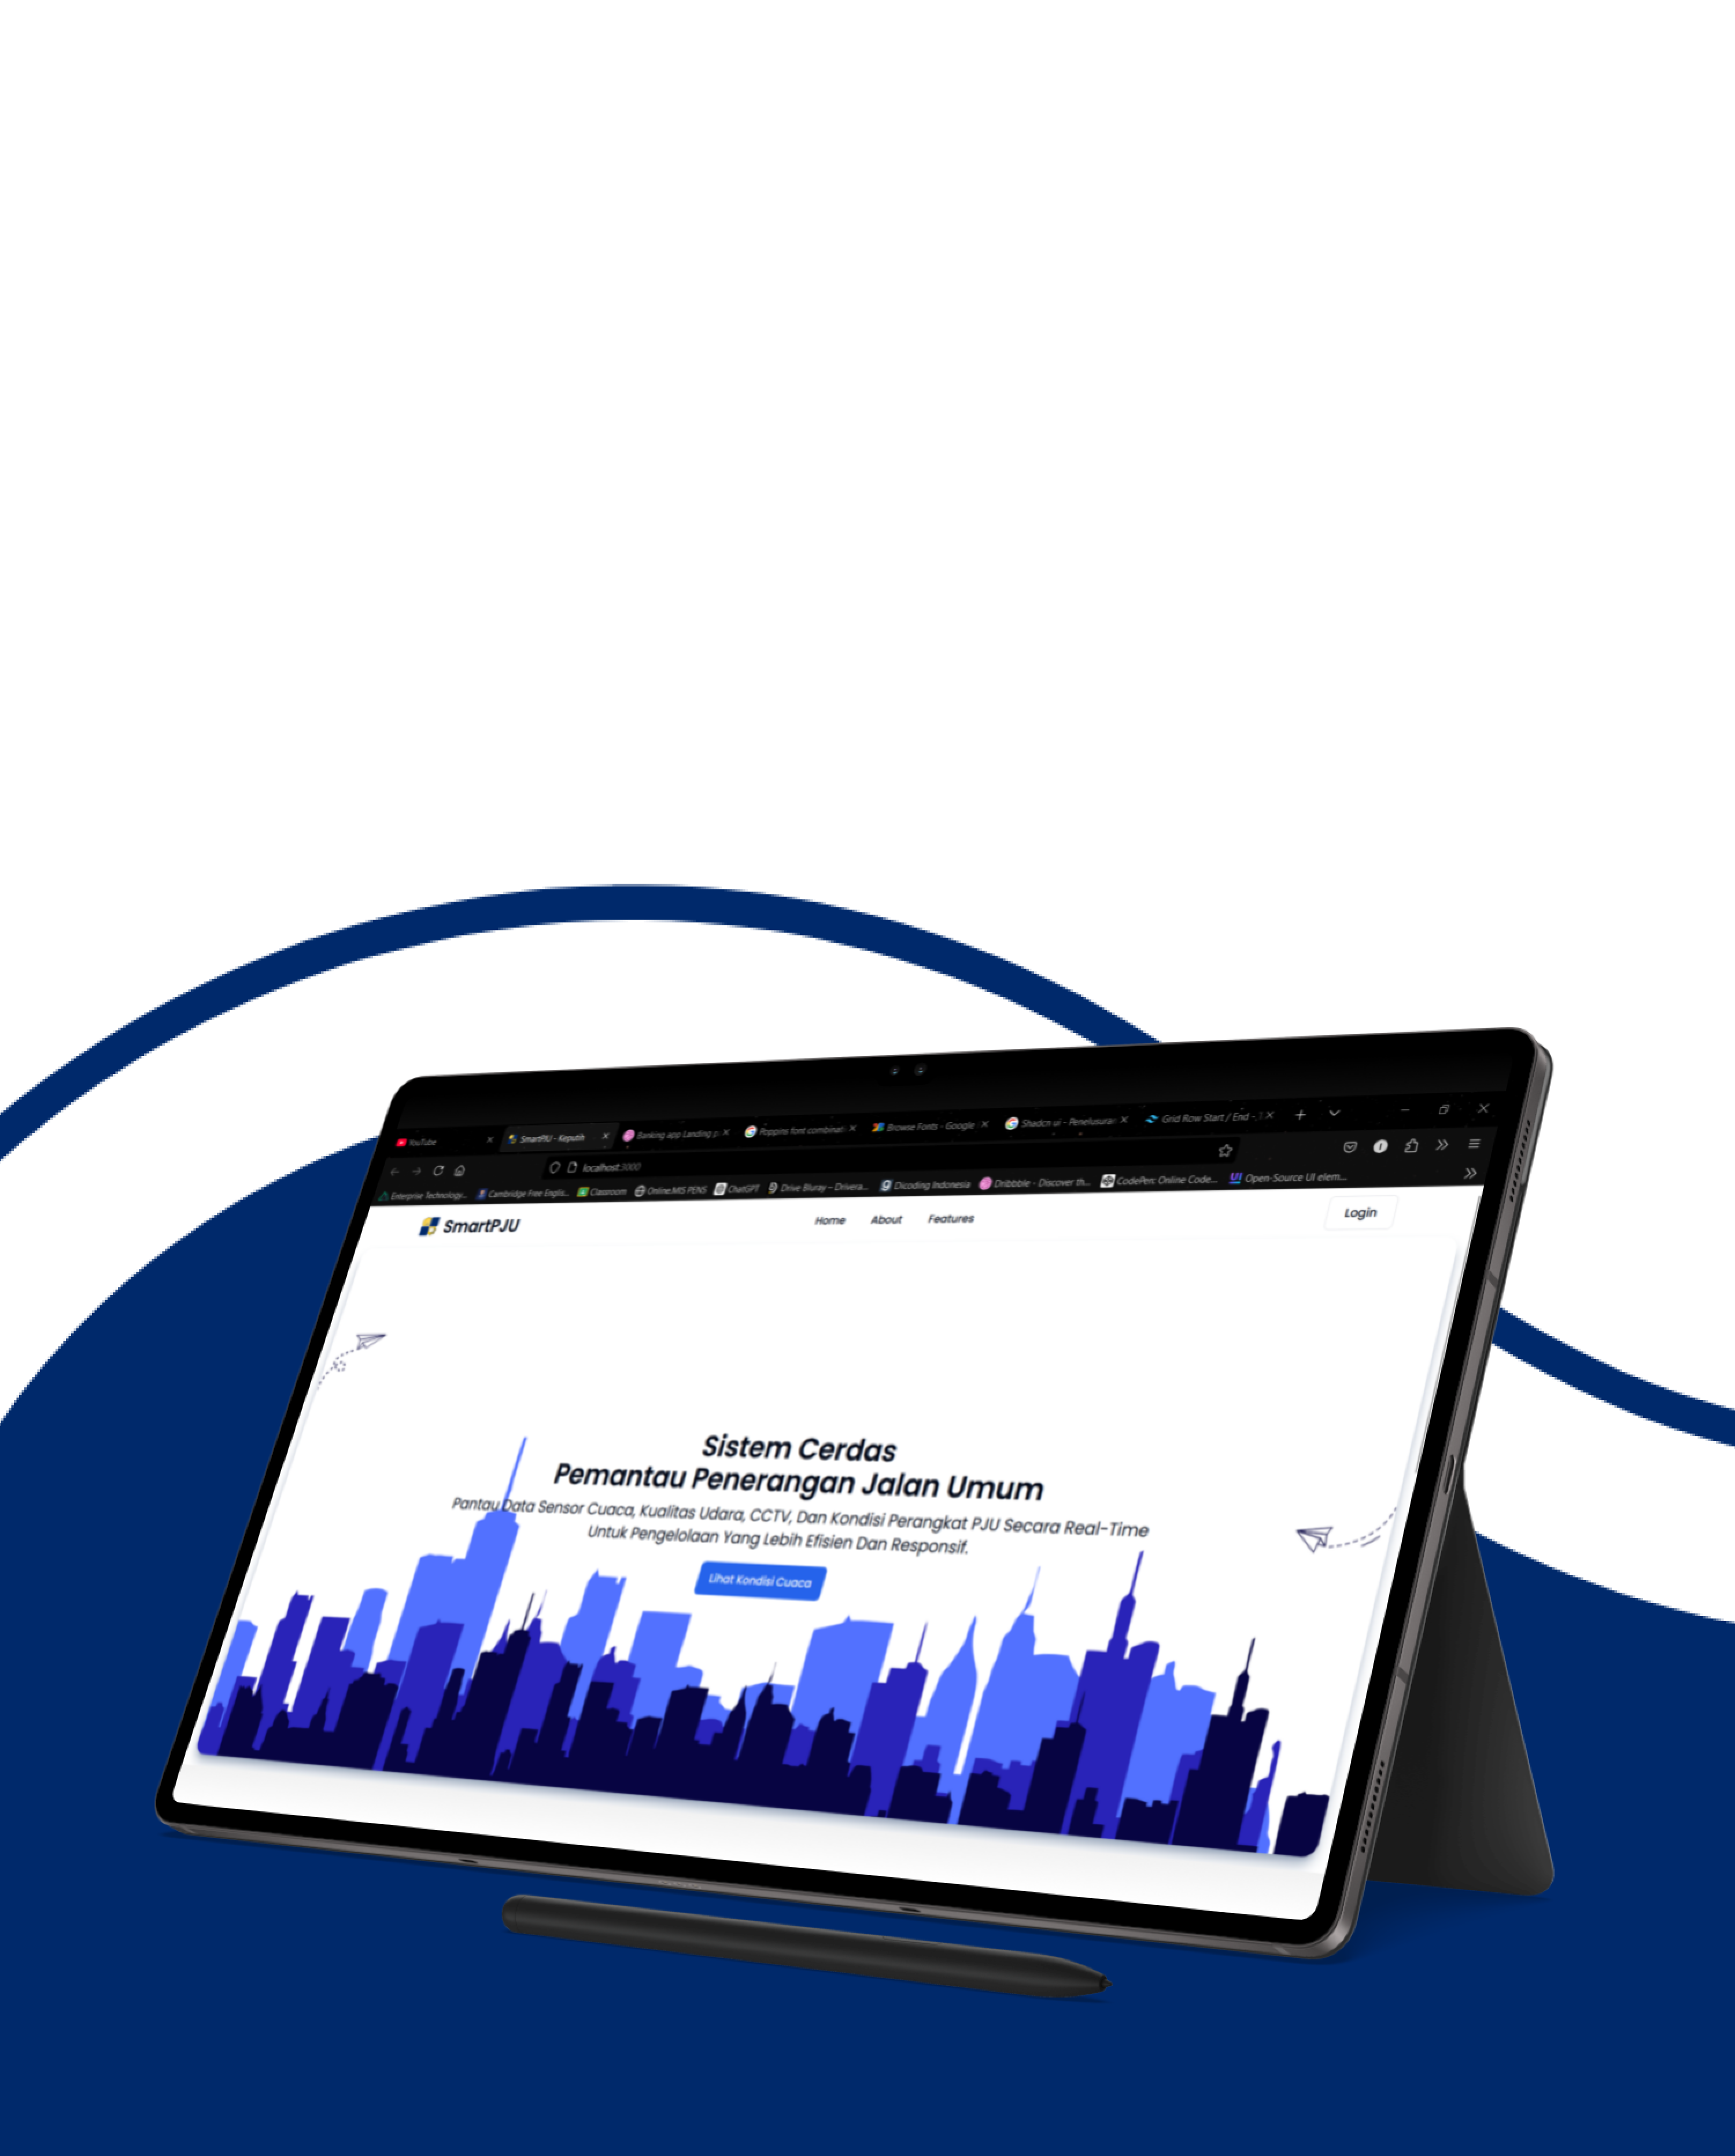 YouTube
SmartPJU - Keputih
Banking app Landing p
Poppins font combinat
Browse Fonts - Google
Shadcn ui - Penelusuran
Grid Row Start / End -
localhost:3000
Enterprise Technology...
Cambridge Free Englis...
Classroom
Online.MIS PENS
ChatGPT
Drive Bluray - Drivera...
Dicoding Indonesia
Dribbble - Discover th...
CodePen: Online Code...
UI Open-Source UI elem...
SmartPJU
Home
About
Features
Login
Sistem Cerdas
Pemantau Penerangan Jalan Umum
Pantau Data Sensor Cuaca, Kualitas Udara, CCTV, Dan Kondisi Perangkat PJU Secara Real-Time
Untuk Pengelolaan Yang Lebih Efisien Dan Responsif.
Lihat Kondisi Cuaca